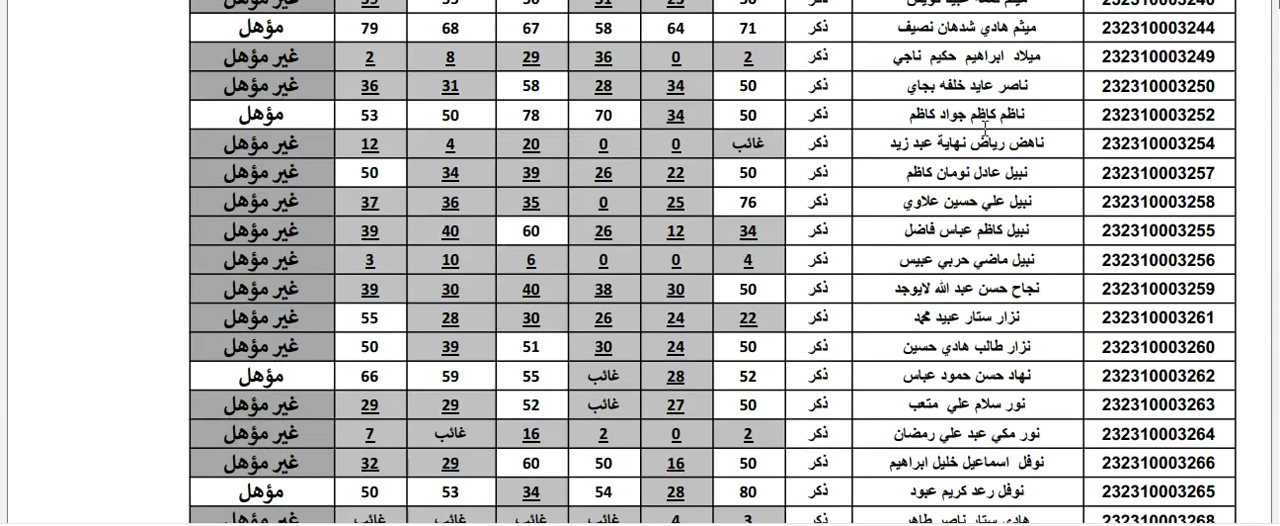 232310003244 ميثم هادي شدهان نصيف ذكر 71 64 58 67 68 79 مؤهل
232310003249 ميلاد ابراهيم حكيم ناجي ذكر 2 0 36 29 8 2 غير مؤهل
232310003250 ناصر عايد خلفه بجاي ذكر 50 34 28 58 31 36 غير مؤهل
232310003252 ناظم كاظم جواد كاظم ذكر 50 34 70 78 50 53 مؤهل
232310003254 ناهض رياض نهاية عبد زيد ذكر غائب 0 0 20 4 12 غير مؤهل
232310003257 نبيل عادل نومان كاظم ذكر 50 22 26 39 34 50 غير مؤهل
232310003258 نبيل علي حسين علاوي ذكر 76 25 0 35 36 37 غير مؤهل
232310003255 نبيل كاظم عباس فاضل ذكر 34 12 26 60 40 39 غير مؤهل
232310003256 نبيل ماضي حربي عبيس ذكر 4 0 0 6 10 3 غير مؤهل
232310003259 نجاح حسن عبد الله لايوجد ذكر 50 30 38 40 30 39 غير مؤهل
232310003261 نزار ستار عبيد محمد ذكر 22 24 26 30 28 55 غير مؤهل
232310003260 نزار طالب هادي حسين ذكر 50 24 30 51 39 50 غير مؤهل
232310003262 نهاد حسن حمود عباس ذكر 52 28 غائب 55 59 66 مؤهل
232310003263 نور سلام علي متعب ذكر 50 27 غائب 52 29 29 غير مؤهل
232310003264 نور مكي عبد علي رمضان ذكر 2 0 2 16 غائب 7 غير مؤهل
232310003266 نوفل اسماعيل خليل ابراهيم ذكر 50 16 50 60 29 32 غير مؤهل
232310003265 نوفل رعد كريم عبود ذكر 80 28 54 34 53 50 مؤهل
232310003268 هادي ستار ناصر طاهر ذكر 3 4 غائب غائب غائب غائب غير مؤهل